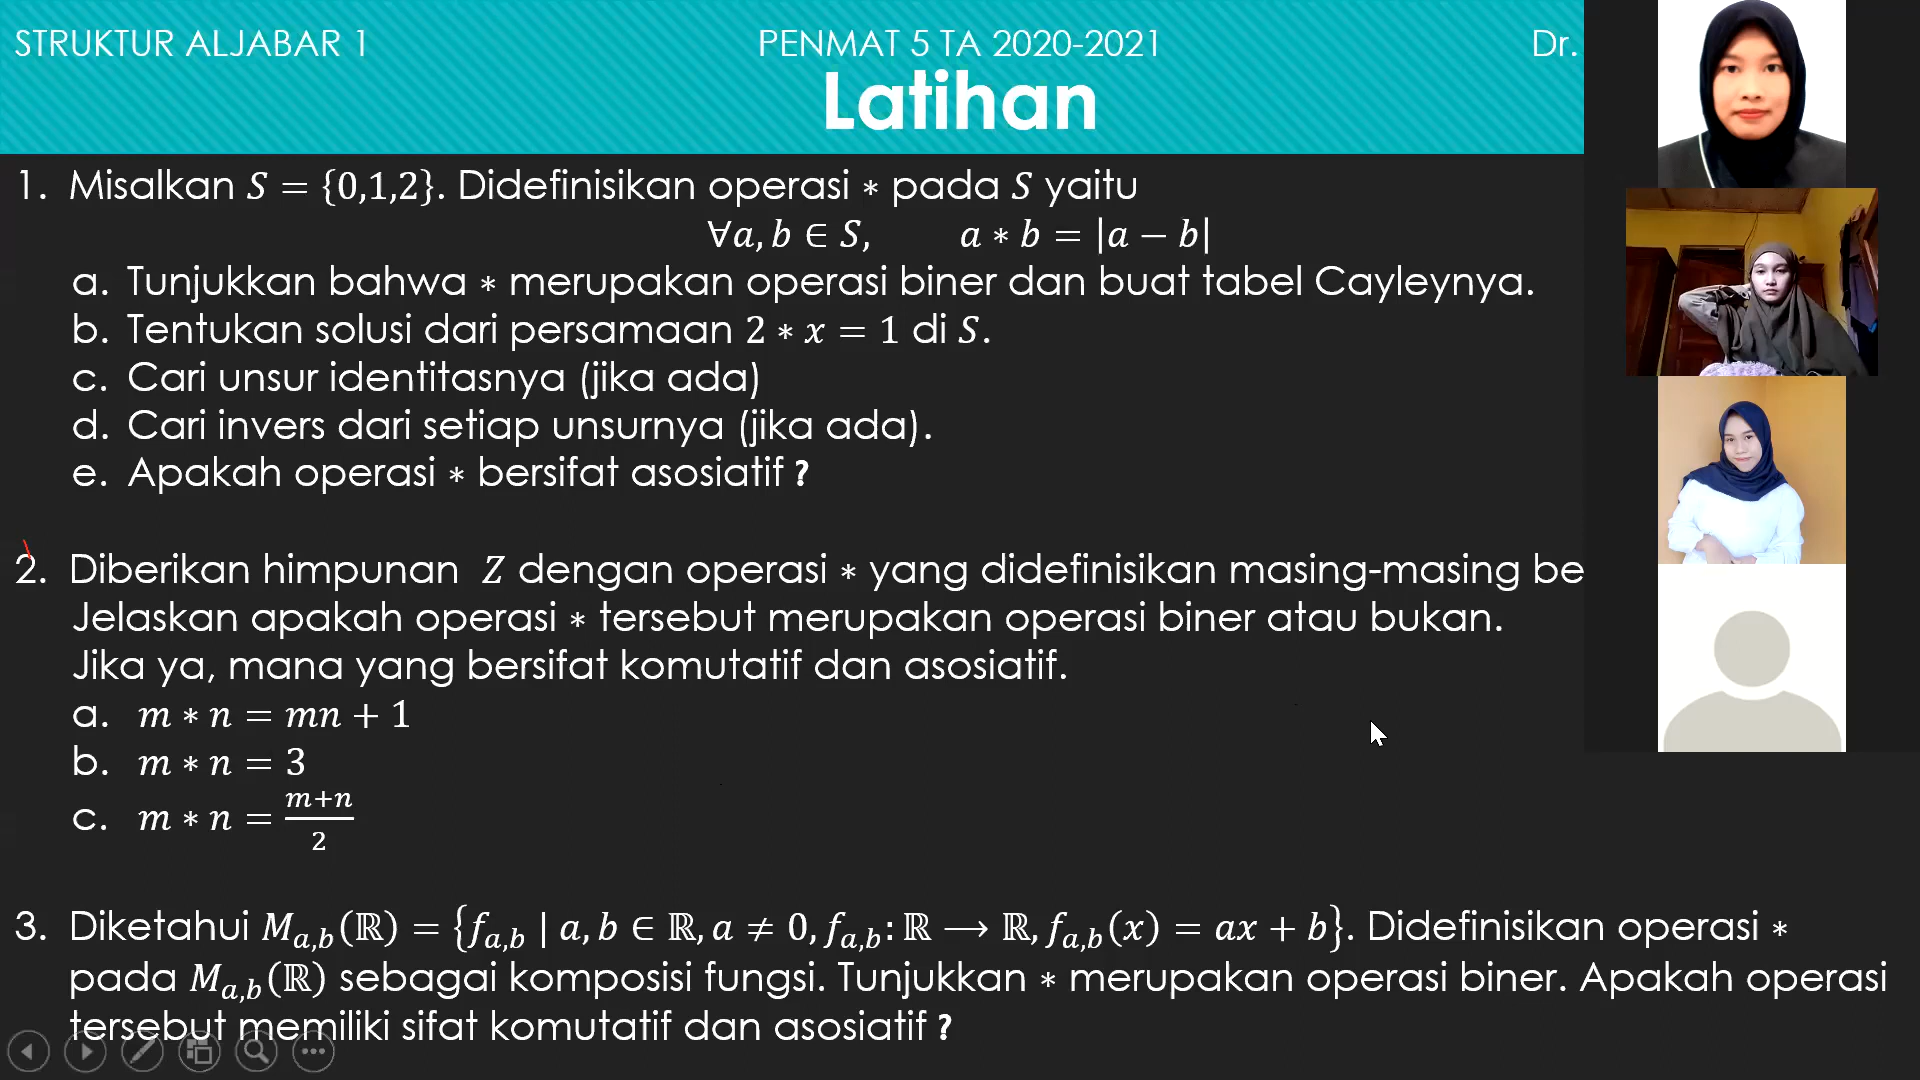 STRUKTUR ALJABAR 1 PENMAT 5 TA 2020-2021 Dr.
Latihan
1. Misalkan 𝑆 = {0,1,2}. Didefinisikan operasi ∗ pada 𝑆 yaitu
∀𝑎, 𝑏 ∈ 𝑆, 𝑎 ∗ 𝑏 = |𝑎 − 𝑏|
a. Tunjukkan bahwa ∗ merupakan operasi biner dan buat tabel Cayleynya.
b. Tentukan solusi dari persamaan 2 ∗ 𝑥 = 1 di 𝑆.
c. Cari unsur identitasnya (jika ada)
d. Cari invers dari setiap unsurnya (jika ada).
e. Apakah operasi ∗ bersifat asosiatif ?
2. Diberikan himpunan 𝑍 dengan operasi ∗ yang didefinisikan masing-masing be
Jelaskan apakah operasi ∗ tersebut merupakan operasi biner atau bukan.
Jika ya, mana yang bersifat komutatif dan asosiatif.
a. 𝑚 ∗ 𝑛 = 𝑚𝑛 + 1
b. 𝑚 ∗ 𝑛 = 3
c. 𝑚 ∗ 𝑛 = (𝑚+𝑛)/2
3. Diketahui 𝑀_{𝑎,𝑏}(ℝ) = {𝑓_{𝑎,𝑏} | 𝑎, 𝑏 ∈ ℝ, 𝑎 ≠ 0, 𝑓_{𝑎,𝑏}: ℝ ⟶ ℝ, 𝑓_{𝑎,𝑏}(𝑥) = 𝑎𝑥 + 𝑏}. Didefinisikan operasi ∗
pada 𝑀_{𝑎,𝑏}(ℝ) sebagai komposisi fungsi. Tunjukkan ∗ merupakan operasi biner. Apakah operasi
tersebut memiliki sifat komutatif dan asosiatif ?